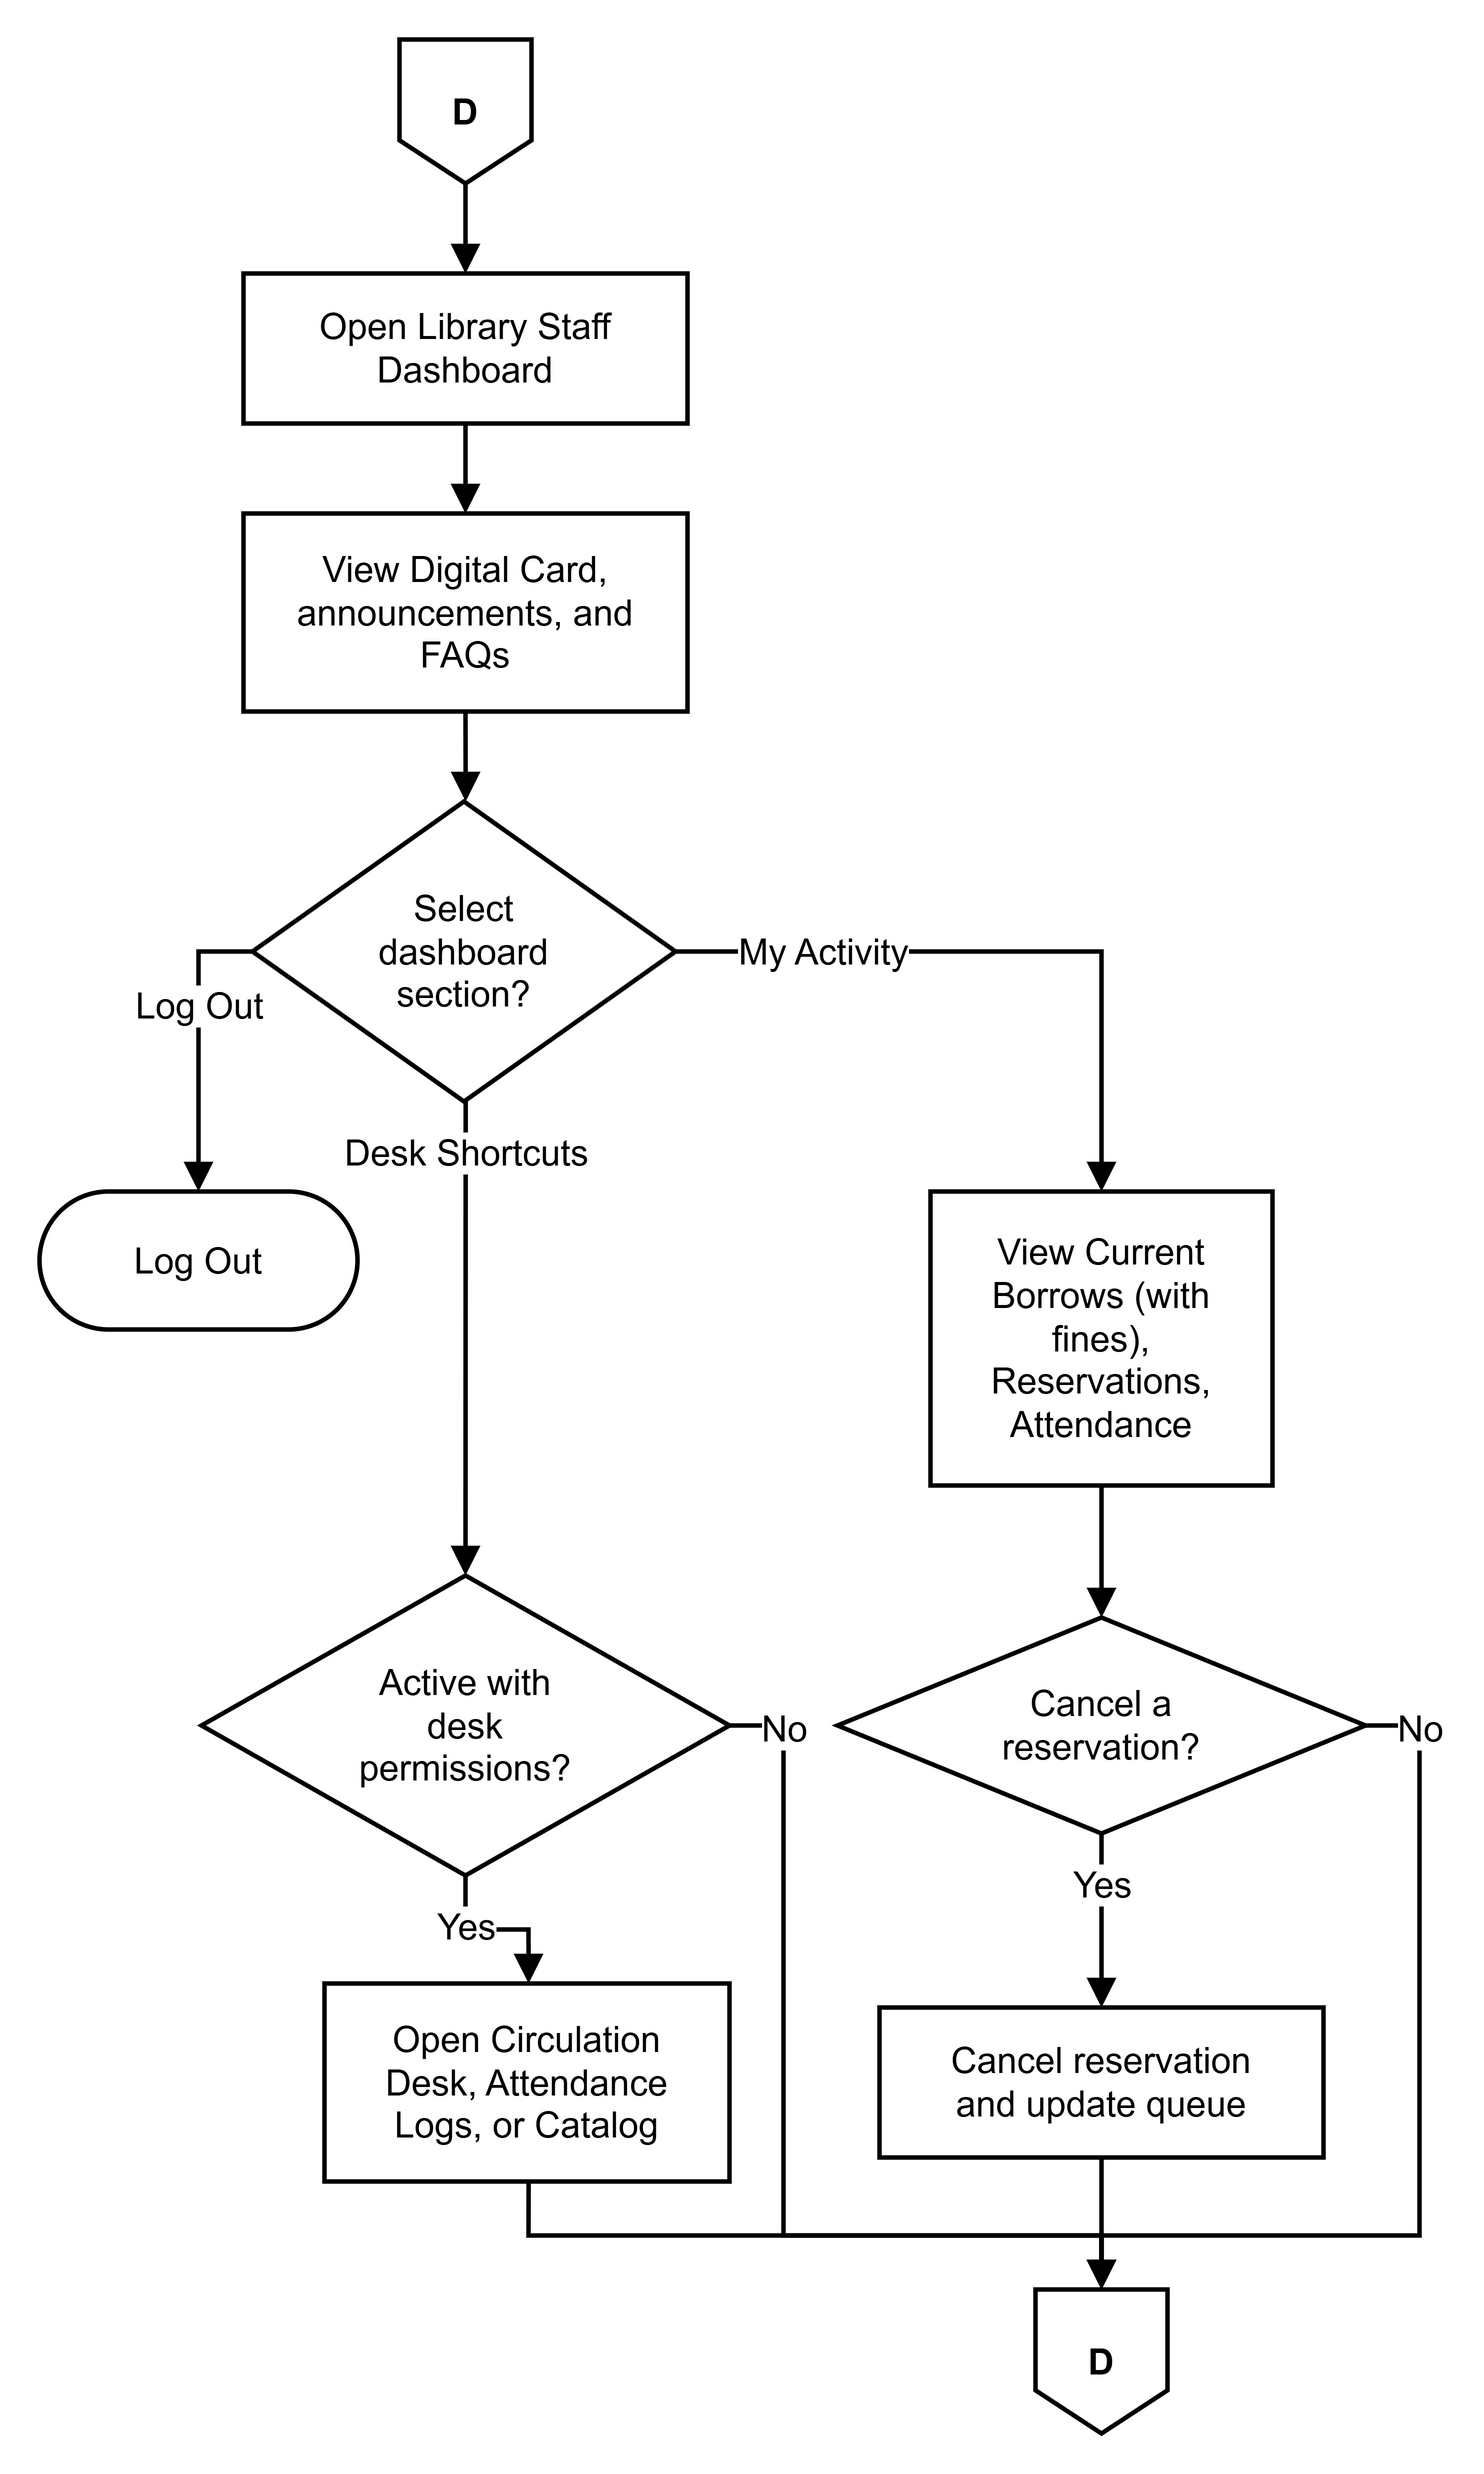 D
Open Library Staff
Dashboard
View Digital Card,
announcements, and
FAQs
Select
dashboard
section?
My Activity
Log Out
Desk Shortcuts
Log Out
View Current
Borrows (with
fines),
Reservations,
Attendance
Active with
desk
permissions?
No
Cancel a
reservation?
No
Yes
Yes
Open Circulation
Desk, Attendance
Logs, or Catalog
Cancel reservation
and update queue
D